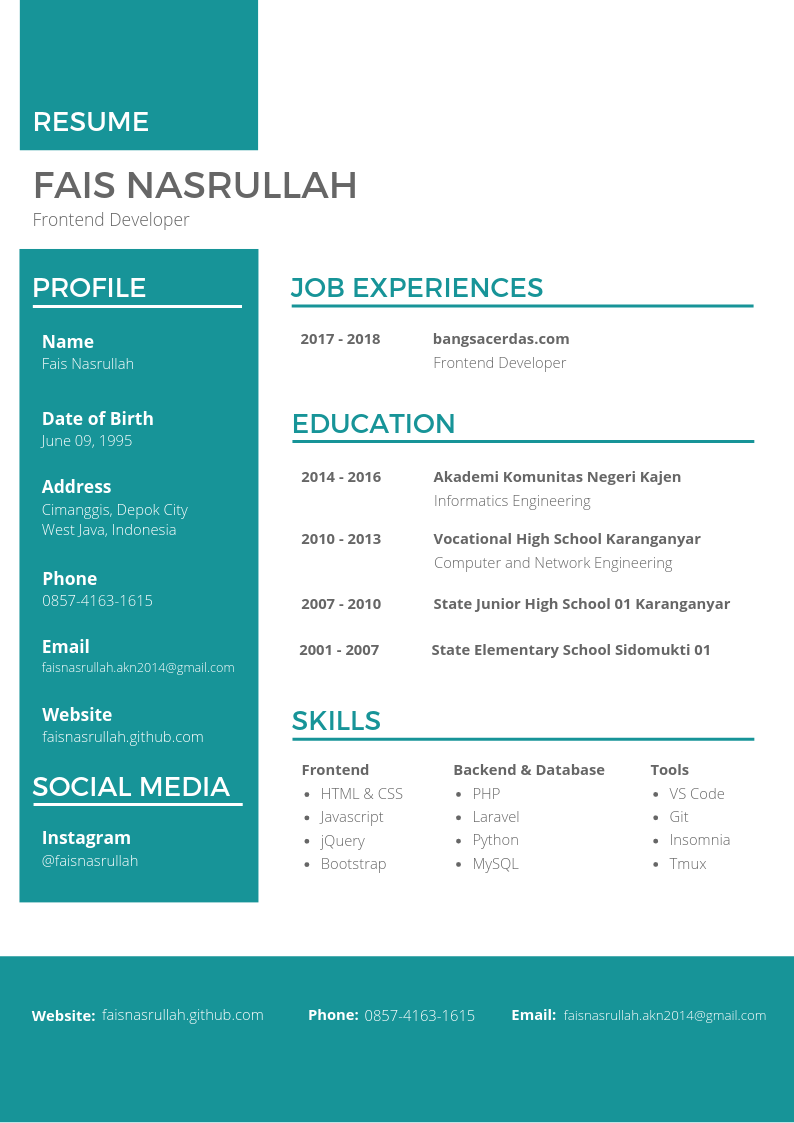 RESUME
FAIS NASRULLAH
Frontend Developer
PROFILE
Name
Fais Nasrullah
Date of Birth
June 09, 1995
Address
Cimanggis, Depok City
West Java, Indonesia
Phone
0857-4163-1615
Email
faisnasrullah.akn2014@gmail.com
Website
faisnasrullah.github.com
SOCIAL MEDIA
Instagram
@faisnasrullah
JOB EXPERIENCES
2017 - 2018 bangsacerdas.com
Frontend Developer
EDUCATION
2014 - 2016 Akademi Komunitas Negeri Kajen
Informatics Engineering
2010 - 2013 Vocational High School Karanganyar
Computer and Network Engineering
2007 - 2010 State Junior High School 01 Karanganyar
2001 - 2007 State Elementary School Sidomukti 01
SKILLS
Frontend
• HTML & CSS
• Javascript
• jQuery
• Bootstrap
Backend & Database
• PHP
• Laravel
• Python
• MySQL
Tools
• VS Code
• Git
• Insomnia
• Tmux
Website: faisnasrullah.github.com Phone: 0857-4163-1615 Email: faisnasrullah.akn2014@gmail.com